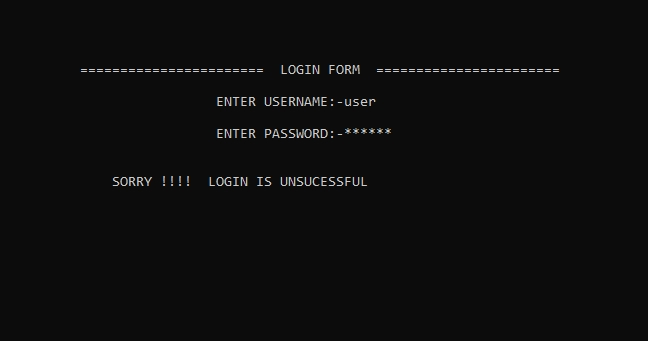 =======================  LOGIN FORM  =======================
ENTER USERNAME:-user
ENTER PASSWORD:-******
SORRY !!!!  LOGIN IS UNSUCESSFUL